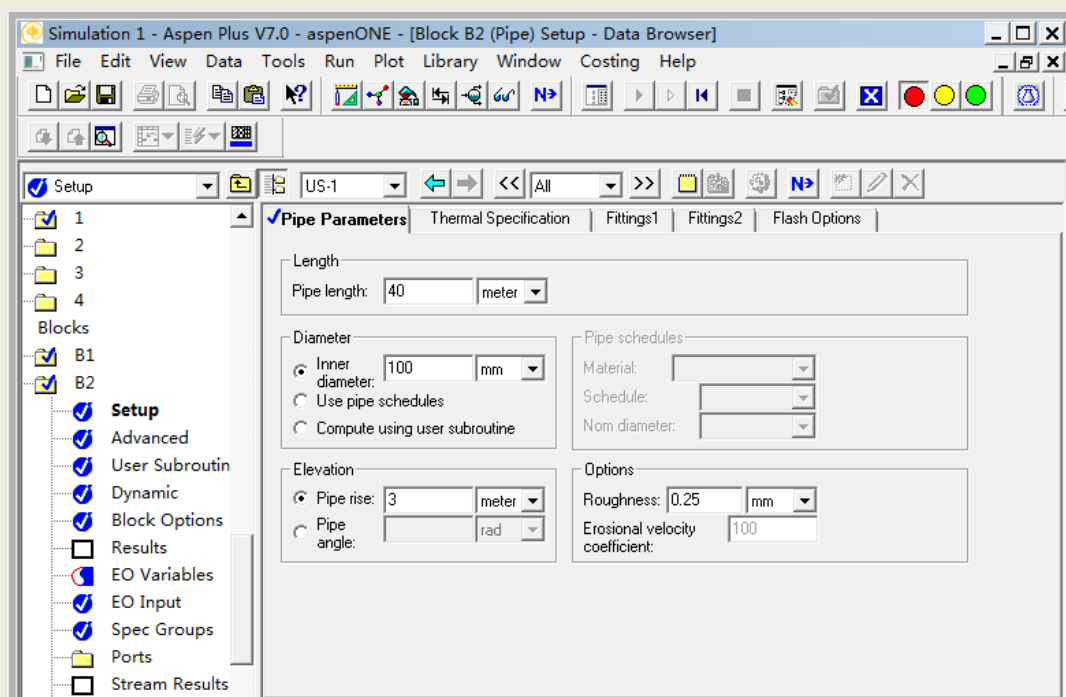 Simulation 1 - Aspen Plus V7.0 - aspenONE - [Block B2 (Pipe) Setup - Data Browser]
File Edit View Data Tools Run Plot Library Window Costing Help
N
Setup
US-1
<< All >>
N
1
2
3
4
Blocks
B1
B2
Setup
Advanced
User Subroutin
Dynamic
Block Options
Results
EO Variables
EO Input
Spec Groups
Ports
Stream Results
Pipe Parameters Thermal Specification Fittings1 Fittings2 Flash Options
Length
Pipe length: 40 meter
Diameter
Inner diameter: 100 mm
Use pipe schedules
Compute using user subroutine
Pipe schedules
Material:
Schedule:
Nom diameter:
Elevation
Pipe rise: 3 meter
Pipe angle: rad
Options
Roughness: 0.25 mm
Erosional velocity coefficient: 100